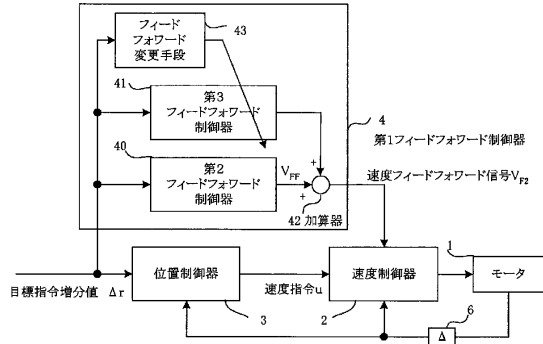 フィード
フォワード
変更手段
43
41
第3
フィードフォワード
制御器
4
第1フィードフォワード制御器
40
第2
フィードフォワード
制御器
VFF
+
+
42 加算器
速度フィードフォワード信号VF2
目標指令増分値 Δr
位置制御器
3
速度指令u
速度制御器
2
1
モータ
6
Δ